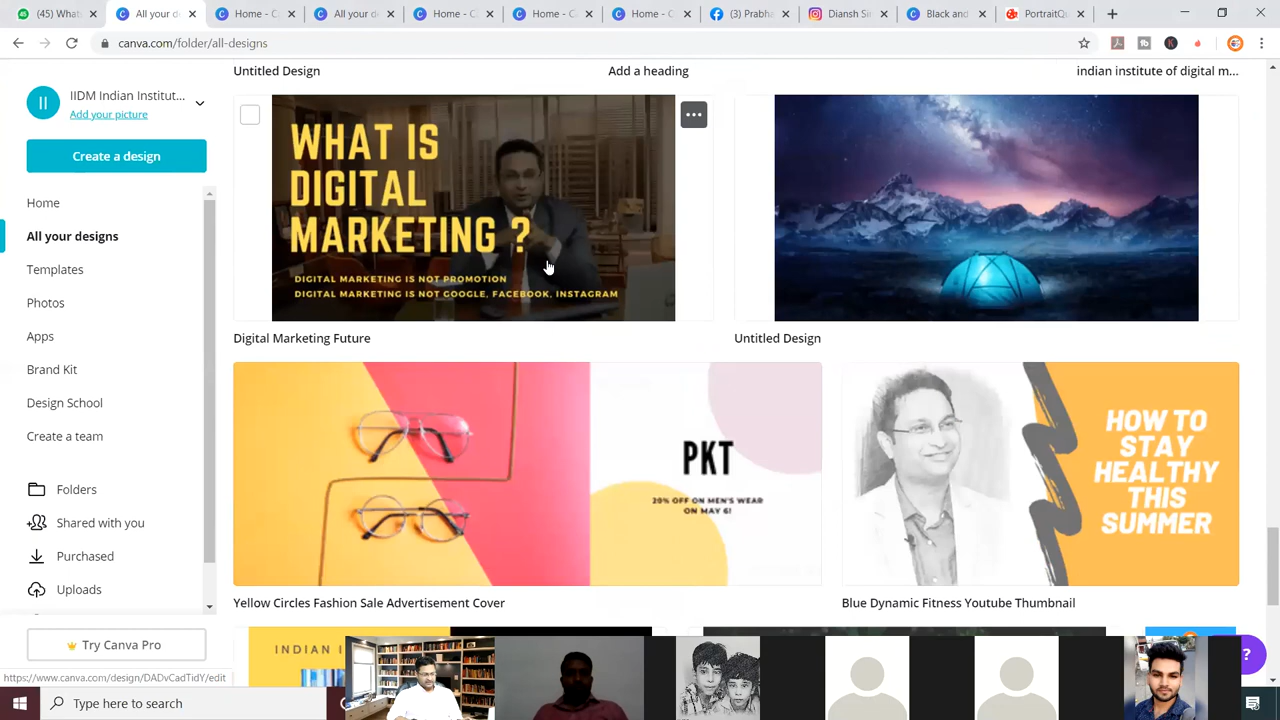 (45) Whats
All your d
All your de
Home - Ca
Home - C
Home - C
(3) Prabha
Diansh Sin
Black and
PortraitQu
canva.com/folder/all-designs
Untitled Design
Add a heading
indian institute of digital m...
IIDM Indian Institut...
Add your picture
Create a design
Home
All your designs
Templates
Photos
Apps
Brand Kit
Design School
Create a team
Folders
Shared with you
Purchased
Uploads
Try Canva Pro
WHAT IS
DIGITAL
MARKETING ?
DIGITAL MARKETING IS NOT PROMOTION
DIGITAL MARKETING IS NOT GOOGLE, FACEBOOK, INSTAGRAM
Digital Marketing Future
Untitled Design
PKT
20% OFF ON MEN'S WEAR
ON MAY 6!
HOW TO
STAY
HEALTHY
THIS
SUMMER
Yellow Circles Fashion Sale Advertisement Cover
Blue Dynamic Fitness Youtube Thumbnail
INDIAN I
?
https://www.canva.com/design/DADvCadTidY/edit
Type here to search